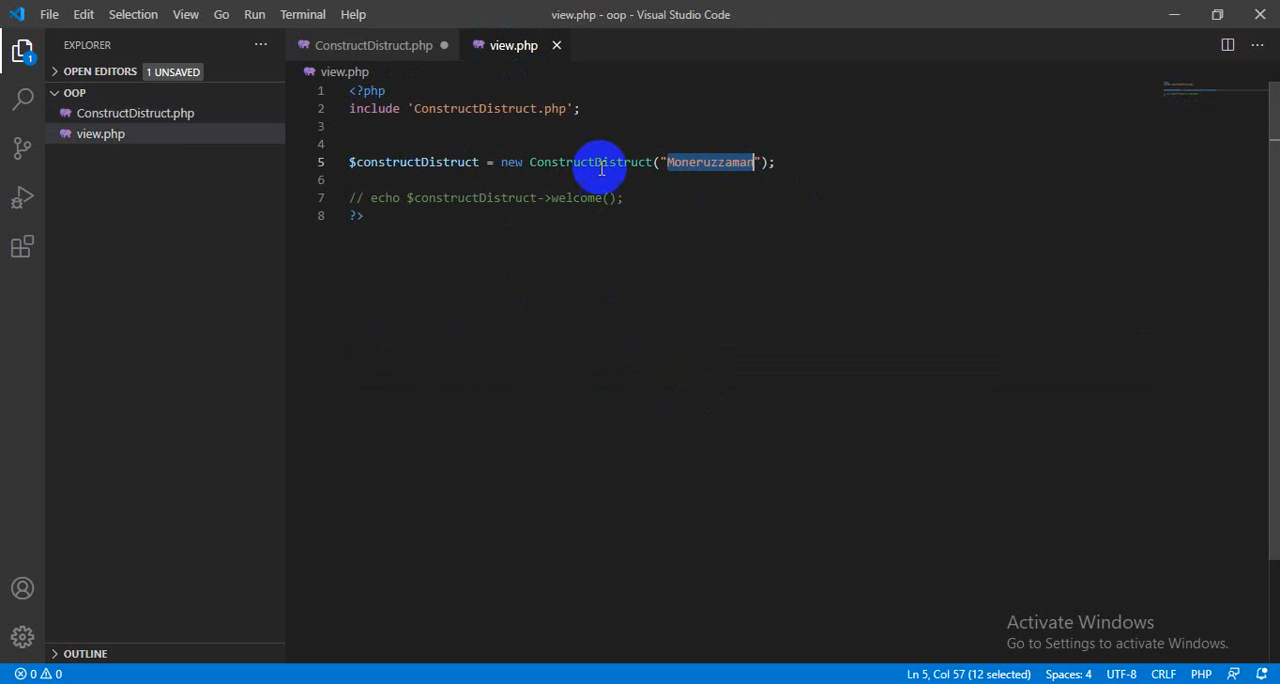 File Edit Selection View Go Run Terminal Help
view.php - oop - Visual Studio Code
EXPLORER
ConstructDistruct.php
view.php
OPEN EDITORS 1 UNSAVED
OOP
ConstructDistruct.php
view.php
view.php
1 <?php
2 include 'ConstructDistruct.php';
3
4
5 $constructDistruct = new ConstructDistruct("Moneruzzaman");
6
7 // echo $constructDistruct->welcome();
8 ?>
1
Activate Windows
Go to Settings to activate Windows.
OUTLINE
0 0
Ln 5, Col 57 (12 selected) Spaces: 4 UTF-8 CRLF PHP